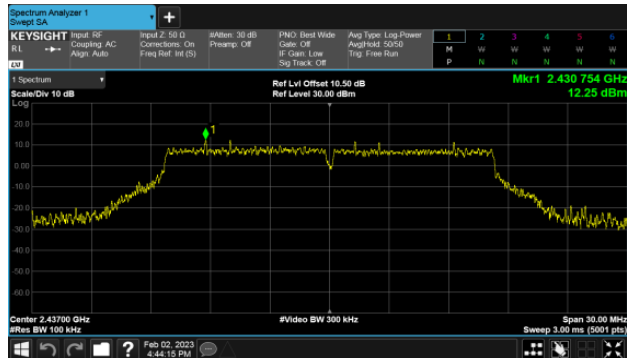 Spectrum Analyzer 1
Swept SA
+
KEYSIGHT
RL
LXI
Input: RF
Coupling: AC
Align: Auto
Input Z: 50 Ω
Corrections: On
Freq Ref: Int (S)
#Atten: 30 dB
Preamp: Off
PNO: Best Wide
Gate: Off
IF Gain: Low
Sig Track: Off
Avg Type: Log-Power
Avg|Hold: 50/50
Trig: Free Run
1 2 3 4 5 6
M W W W W W
P N N N N N
1 Spectrum
Scale/Div 10 dB
Log
Ref Lvl Offset 10.50 dB
Ref Level 30.00 dBm
Mkr1 2.430 754 GHz
12.25 dBm
1
20.0
10.0
0.00
-10.0
-20.0
-30.0
-40.0
-50.0
-60.0
Center 2.43700 GHz
#Res BW 100 kHz
#Video BW 300 kHz
Span 30.00 MHz
Sweep 3.00 ms (5001 pts)
?
Feb 02, 2023
4:44:15 PM